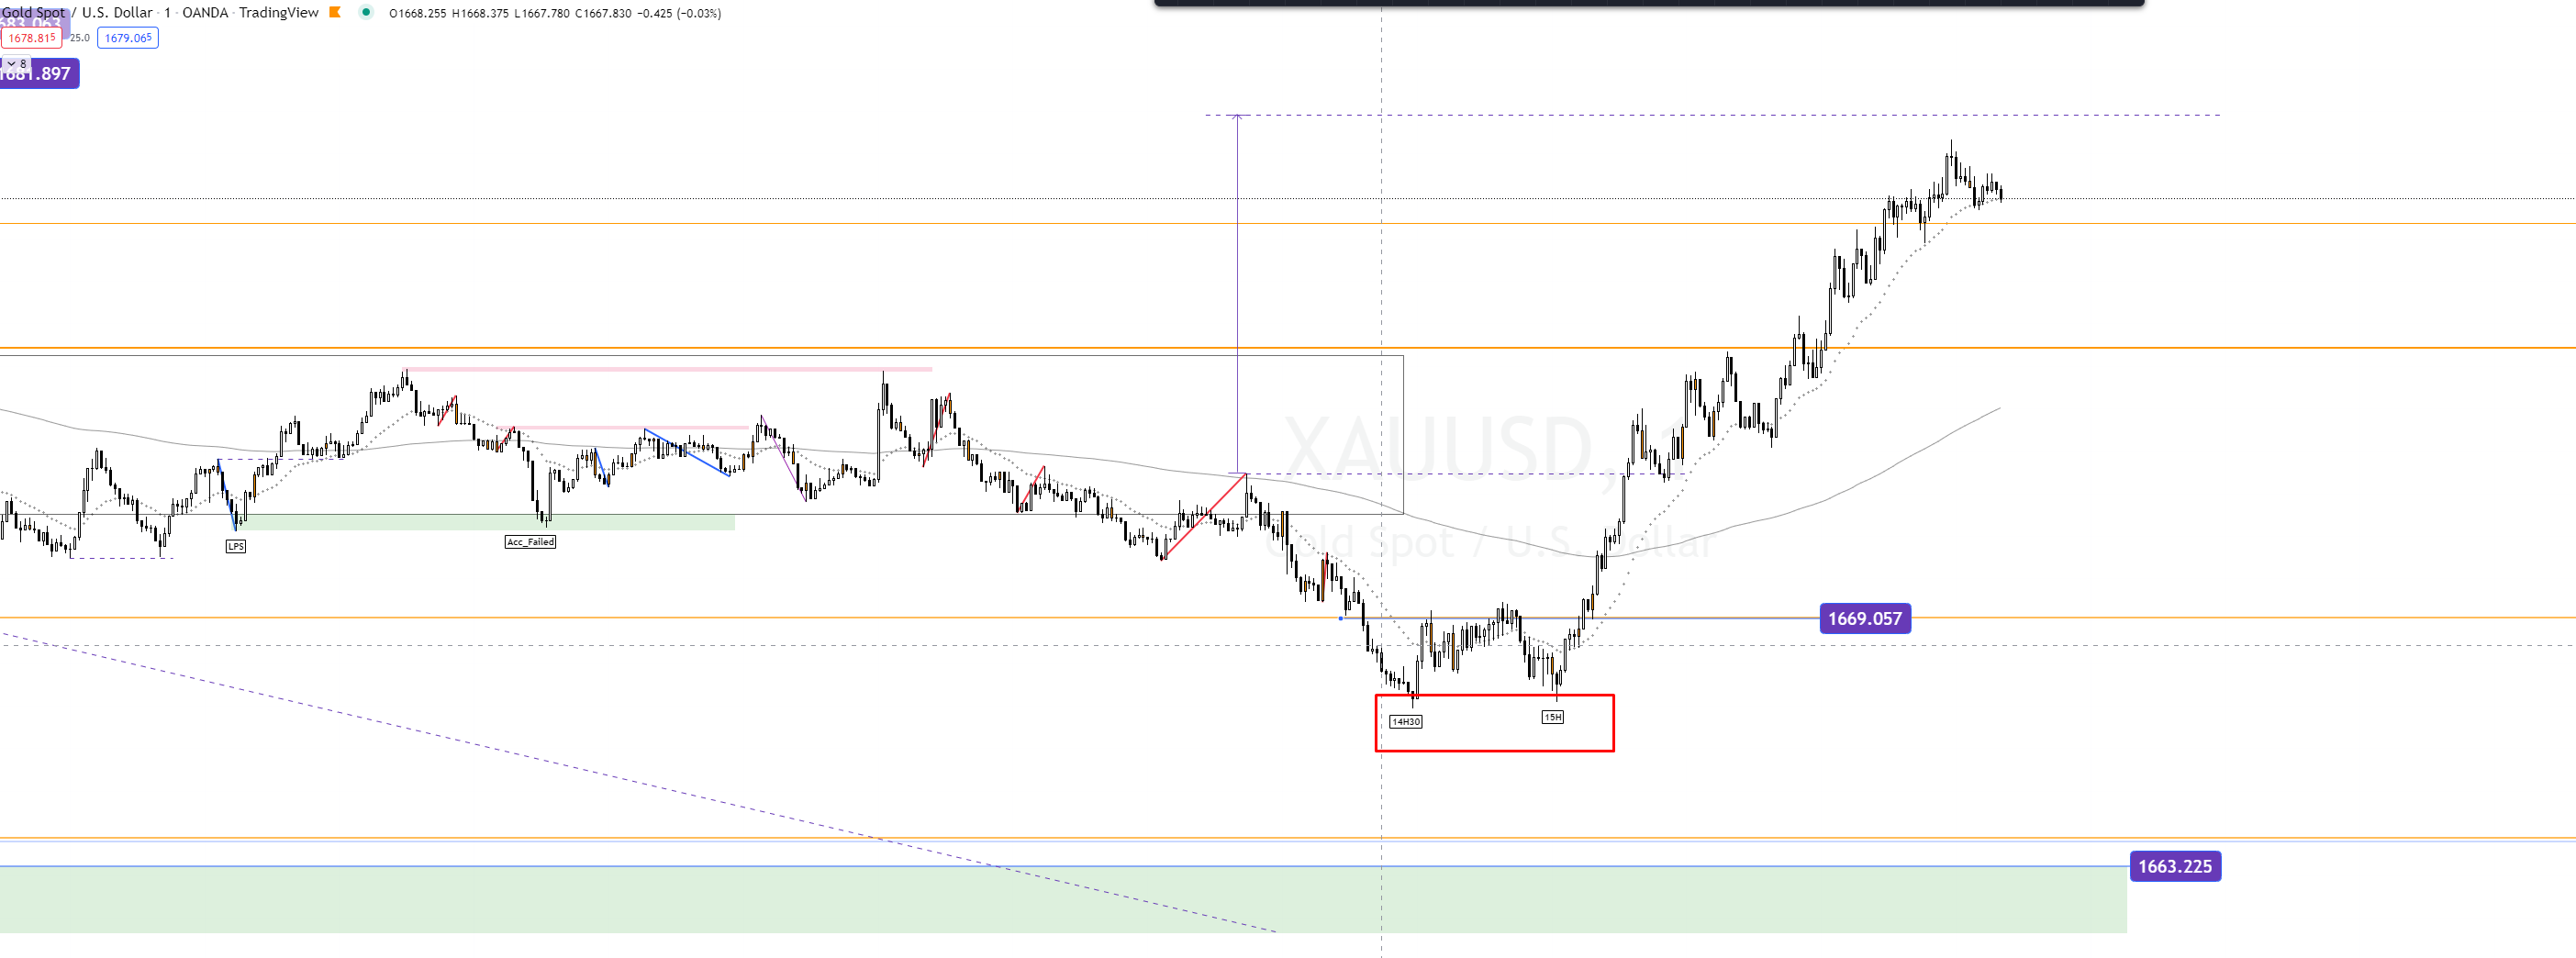 Gold Spot / U.S. Dollar · 1 · OANDA · TradingView O1668.255 H1668.375 L1667.780 C1667.830 −0.425 (−0.03%)
1678.815 25.0 1679.065
8
1681.897
XAUUSD, 1
Gold Spot / U.S. Dollar
LPS
Acc_Failed
1669.057
14H30
15H
1663.225